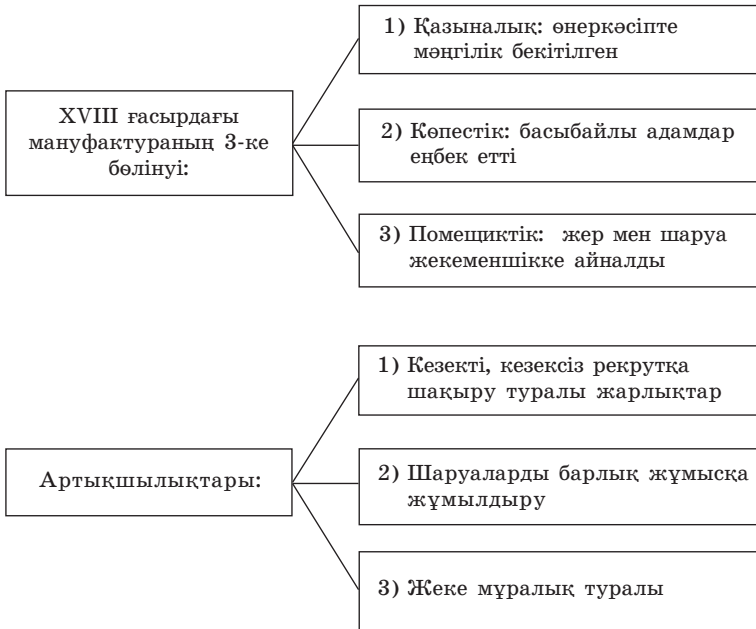 XVIII ғасырдағы
мануфактураның 3-ке
бөлінуі:
1) Қазыналық: өнеркәсіпте
мәңгілік бекітілген
2) Көпестік: басыбайлы адамдар
еңбек етті
3) Помещиктік: жер мен шаруа
жекеменшікке айналды
Артықшылықтары:
1) Кезекті, кезексіз рекрутқа
шақыру туралы жарлықтар
2) Шаруаларды барлық жұмысқа
жұмылдыру
3) Жеке мұралық туралы